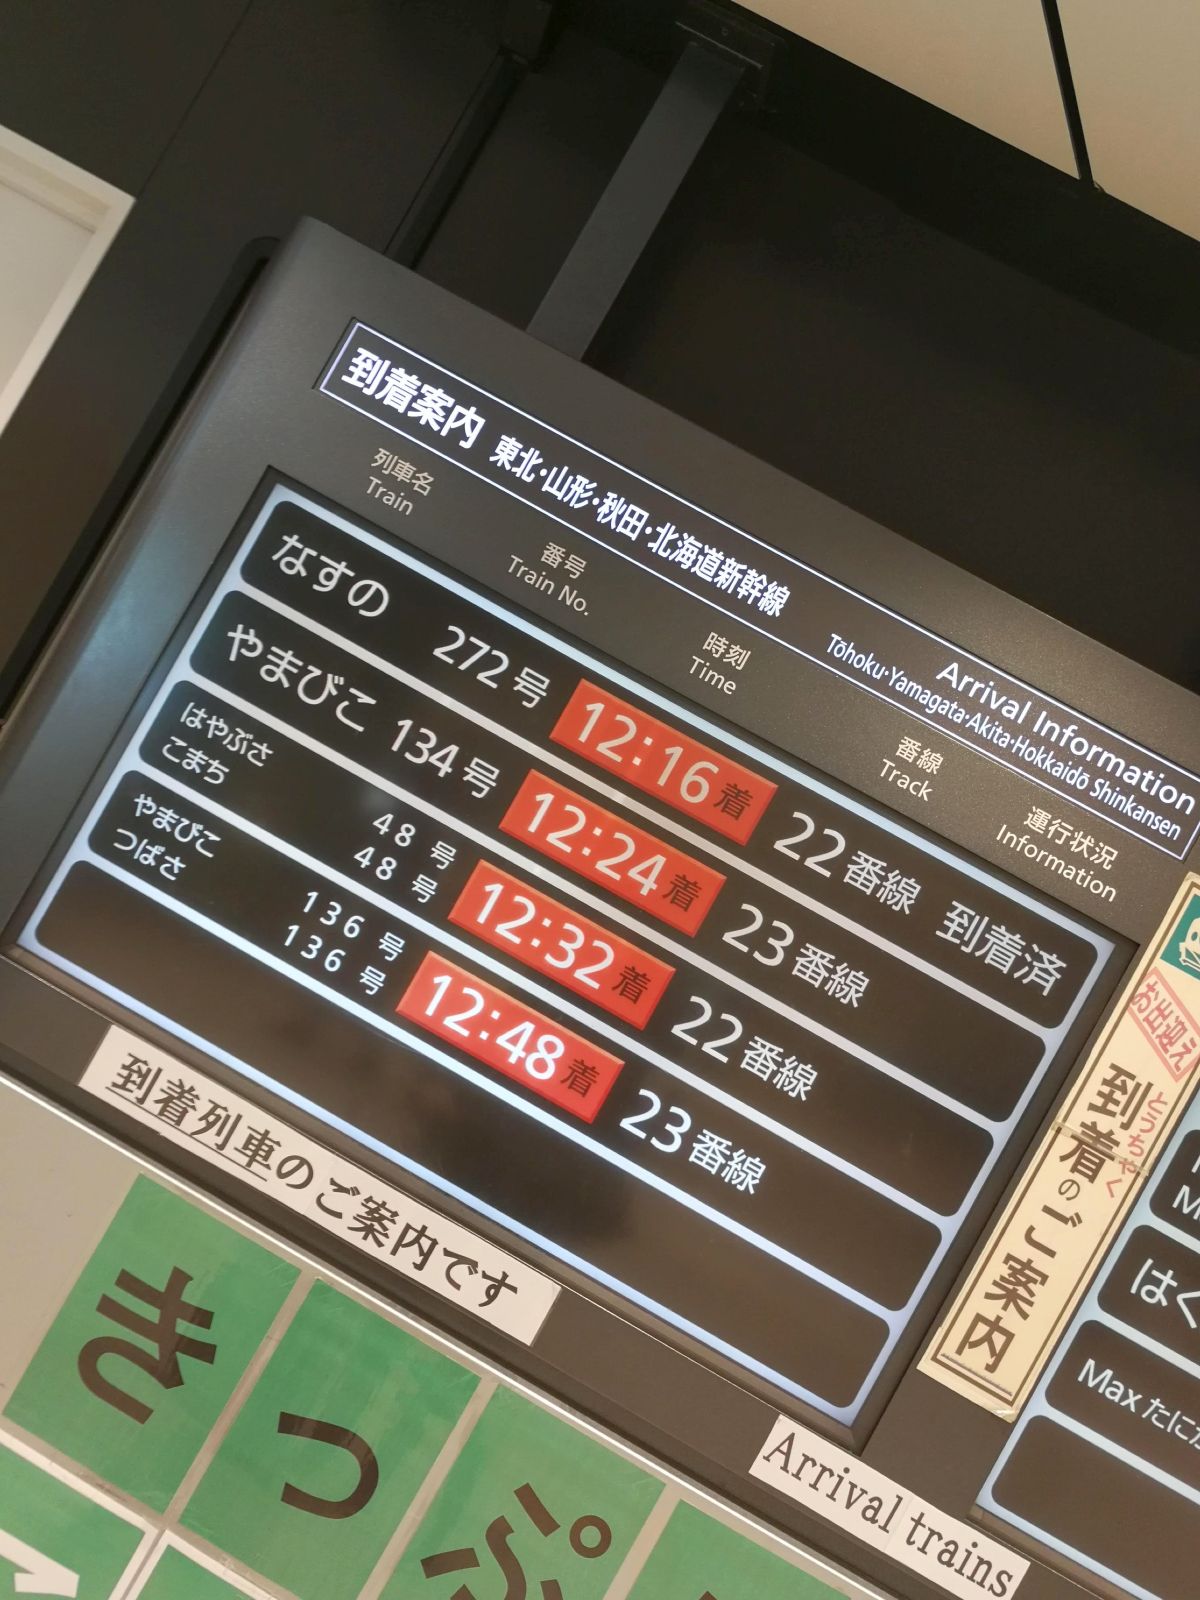 到着案内 東北・山形・秋田・北海道新幹線 Arrival Information
Tōhoku·Yamagata·Akita·Hokkaidō Shinkansen
列車名 番号 時刻 番線 運行状況
Train Train No. Time Track Information
なすの 272号 12:16着 22番線 到着済
やまびこ 134号 12:24着 23番線
はやぶさ 48号
こまち 48号
12:32着 22番線
やまびこ 136号
つばさ 136号
12:48着 23番線
到着列車のご案内です
Arrival trains
お出迎え
とうちゃく
到着のご案内
はく
Max たに
きっぷ